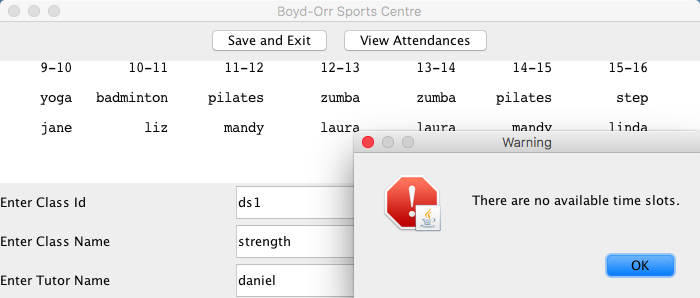 Boyd-Orr Sports Centre
Save and Exit View Attendances
9-10 10-11 11-12 12-13 13-14 14-15 15-16
yoga badminton pilates zumba zumba pilates step
jane liz mandy laura laura mandy linda
Warning
There are no available time slots.
OK
Enter Class Id ds1
Enter Class Name strength
Enter Tutor Name daniel